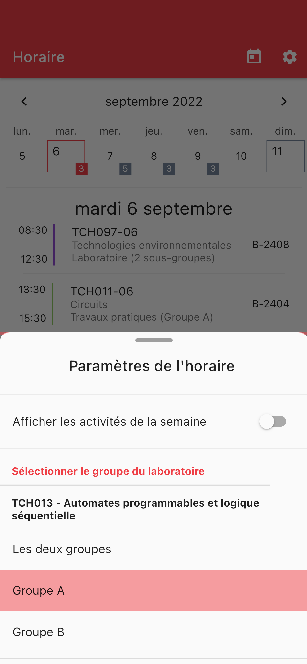 Horaire
septembre 2022
lun. mar. mer. jeu. ven. sam. dim.
5 6 7 8 9 10 11
3 5 3 3
mardi 6 septembre
08:30 TCH097-06
Technologies environnementales B-2408
12:30 Laboratoire (2 sous-groupes)
13:30 TCH011-06
Circuits B-2404
15:30 Travaux pratiques (Groupe A)
Paramètres de l'horaire
Afficher les activités de la semaine
Sélectionner le groupe du laboratoire
TCH013 - Automates programmables et logique
séquentielle
Les deux groupes
Groupe A
Groupe B